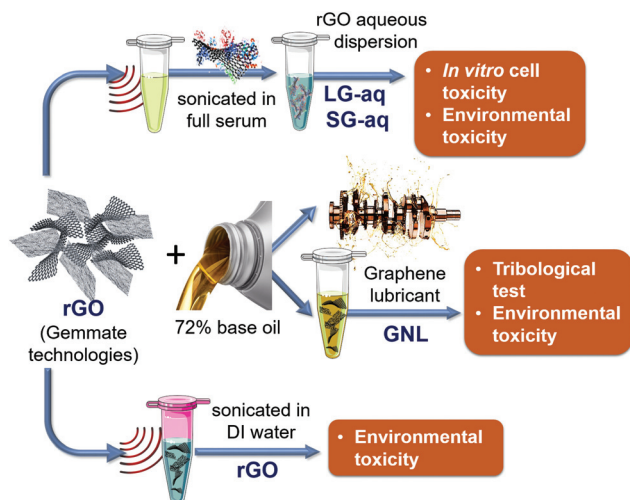 rGO aqueous
dispersion
sonicated in
full serum
LG-aq
SG-aq
• In vitro cell
toxicity
• Environmental
toxicity
rGO
(Gemmate
technologies)
+
72% base oil
Graphene
lubricant
GNL
• Tribological
test
• Environmental
toxicity
sonicated in
DI water
rGO
• Environmental
toxicity